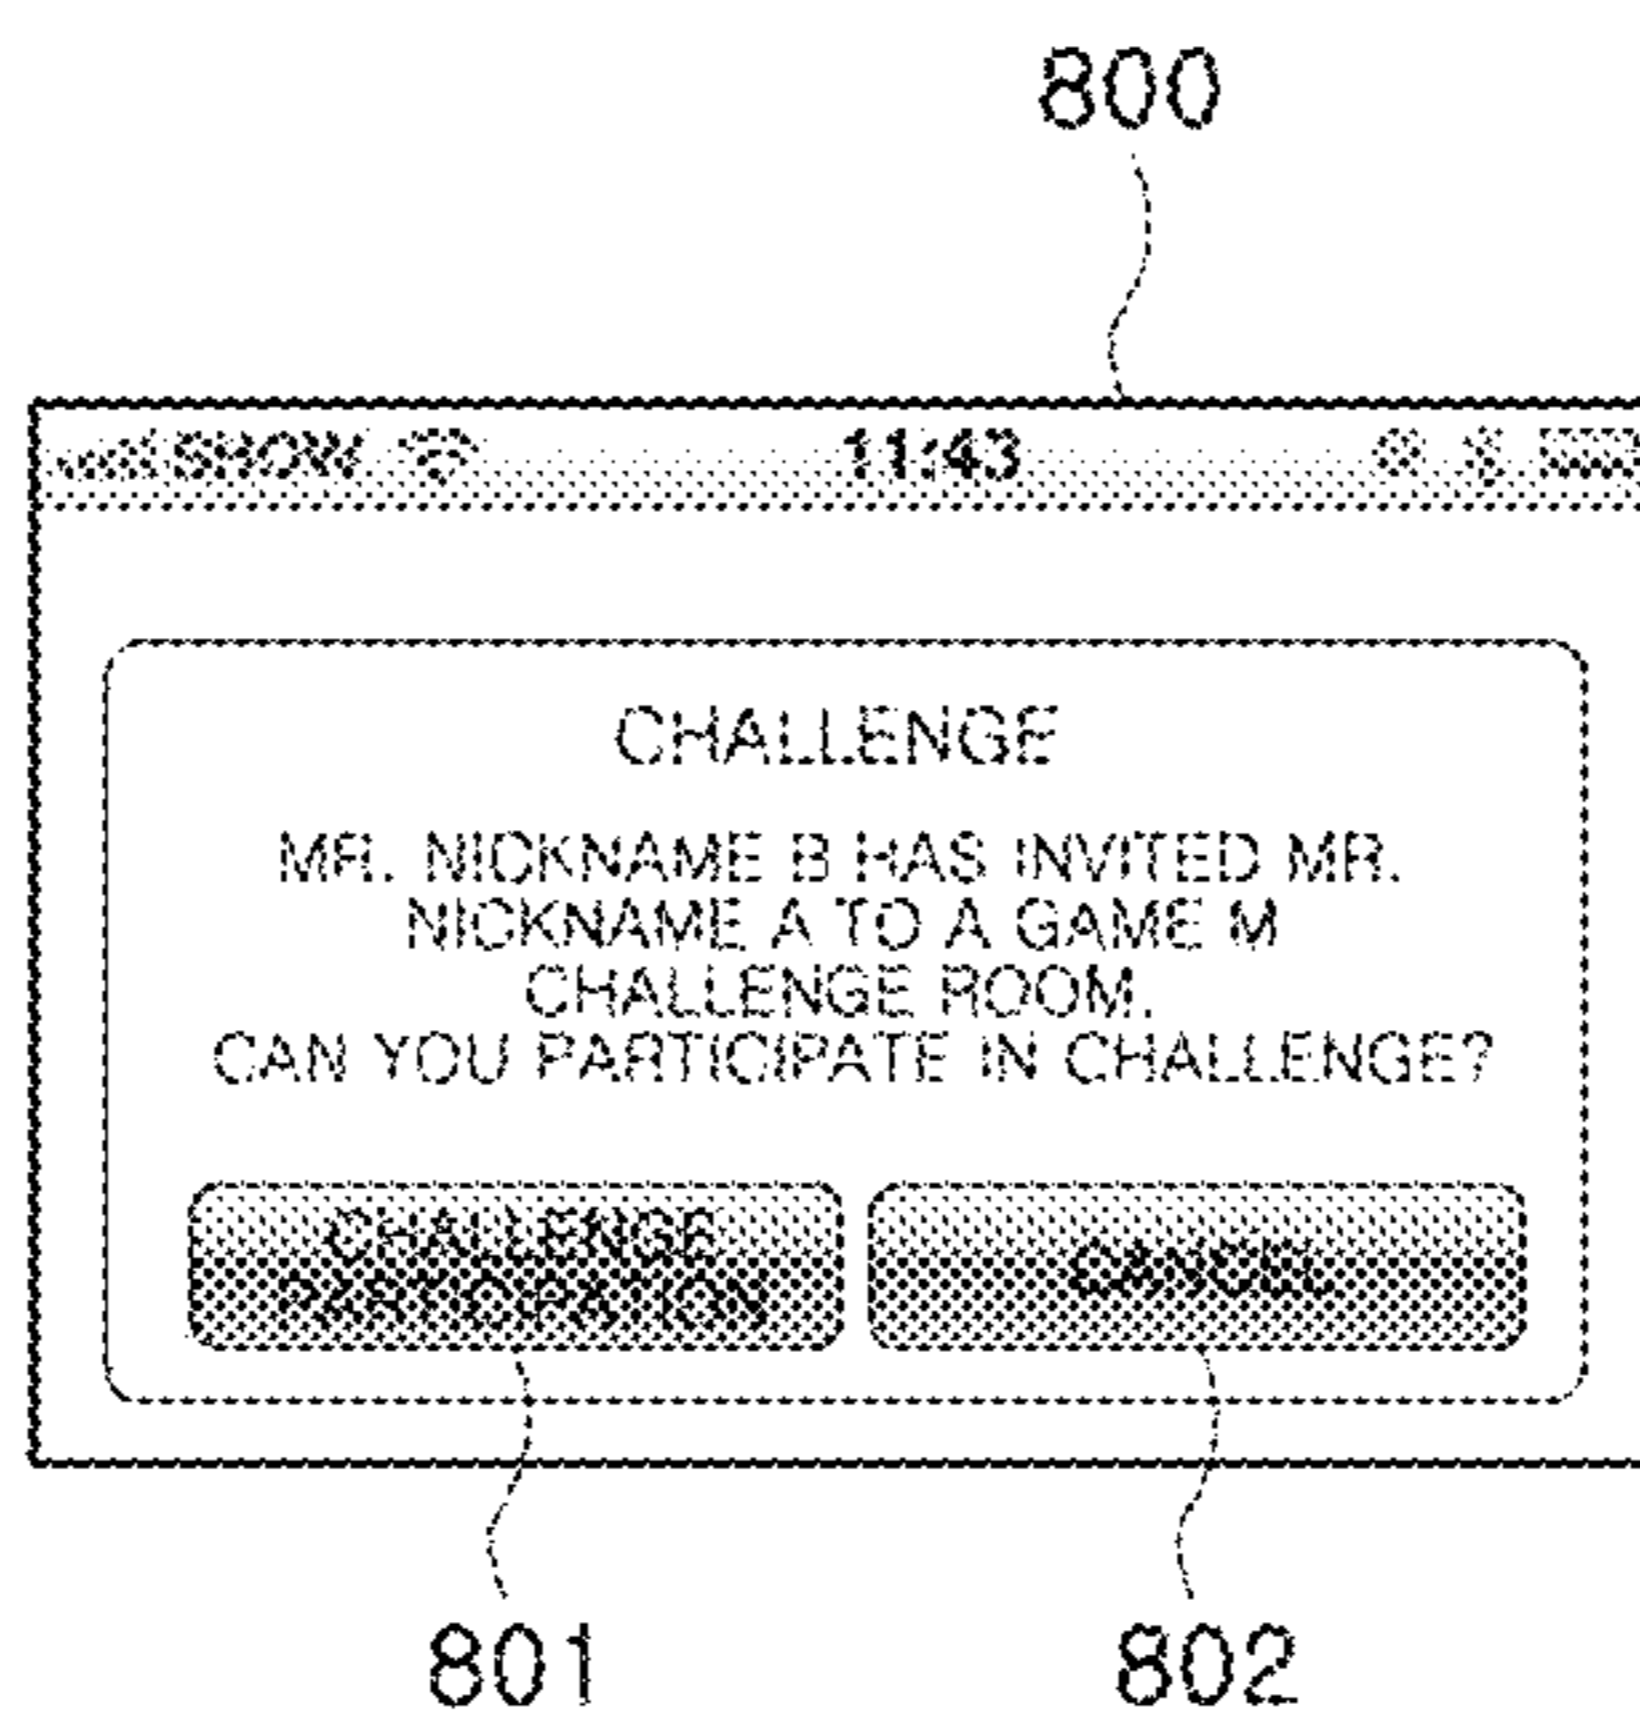 800
SHOW 11:43
CHALLENGE
MR. NICKNAME B HAS INVITED MR.
NICKNAME A TO A GAME M
CHALLENGE ROOM.
CAN YOU PARTICIPATE IN CHALLENGE?
CHALLENGE
PARTICIPATION
CANCEL
801
802